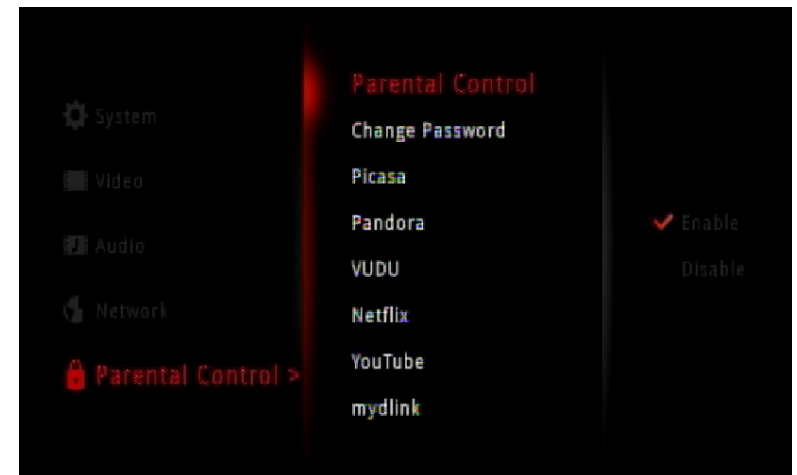 System
Video
Audio
Network
Parental Control >
Parental Control
Change Password
Picasa
Pandora
VUDU
Netflix
YouTube
mydlink
Enable
Disable